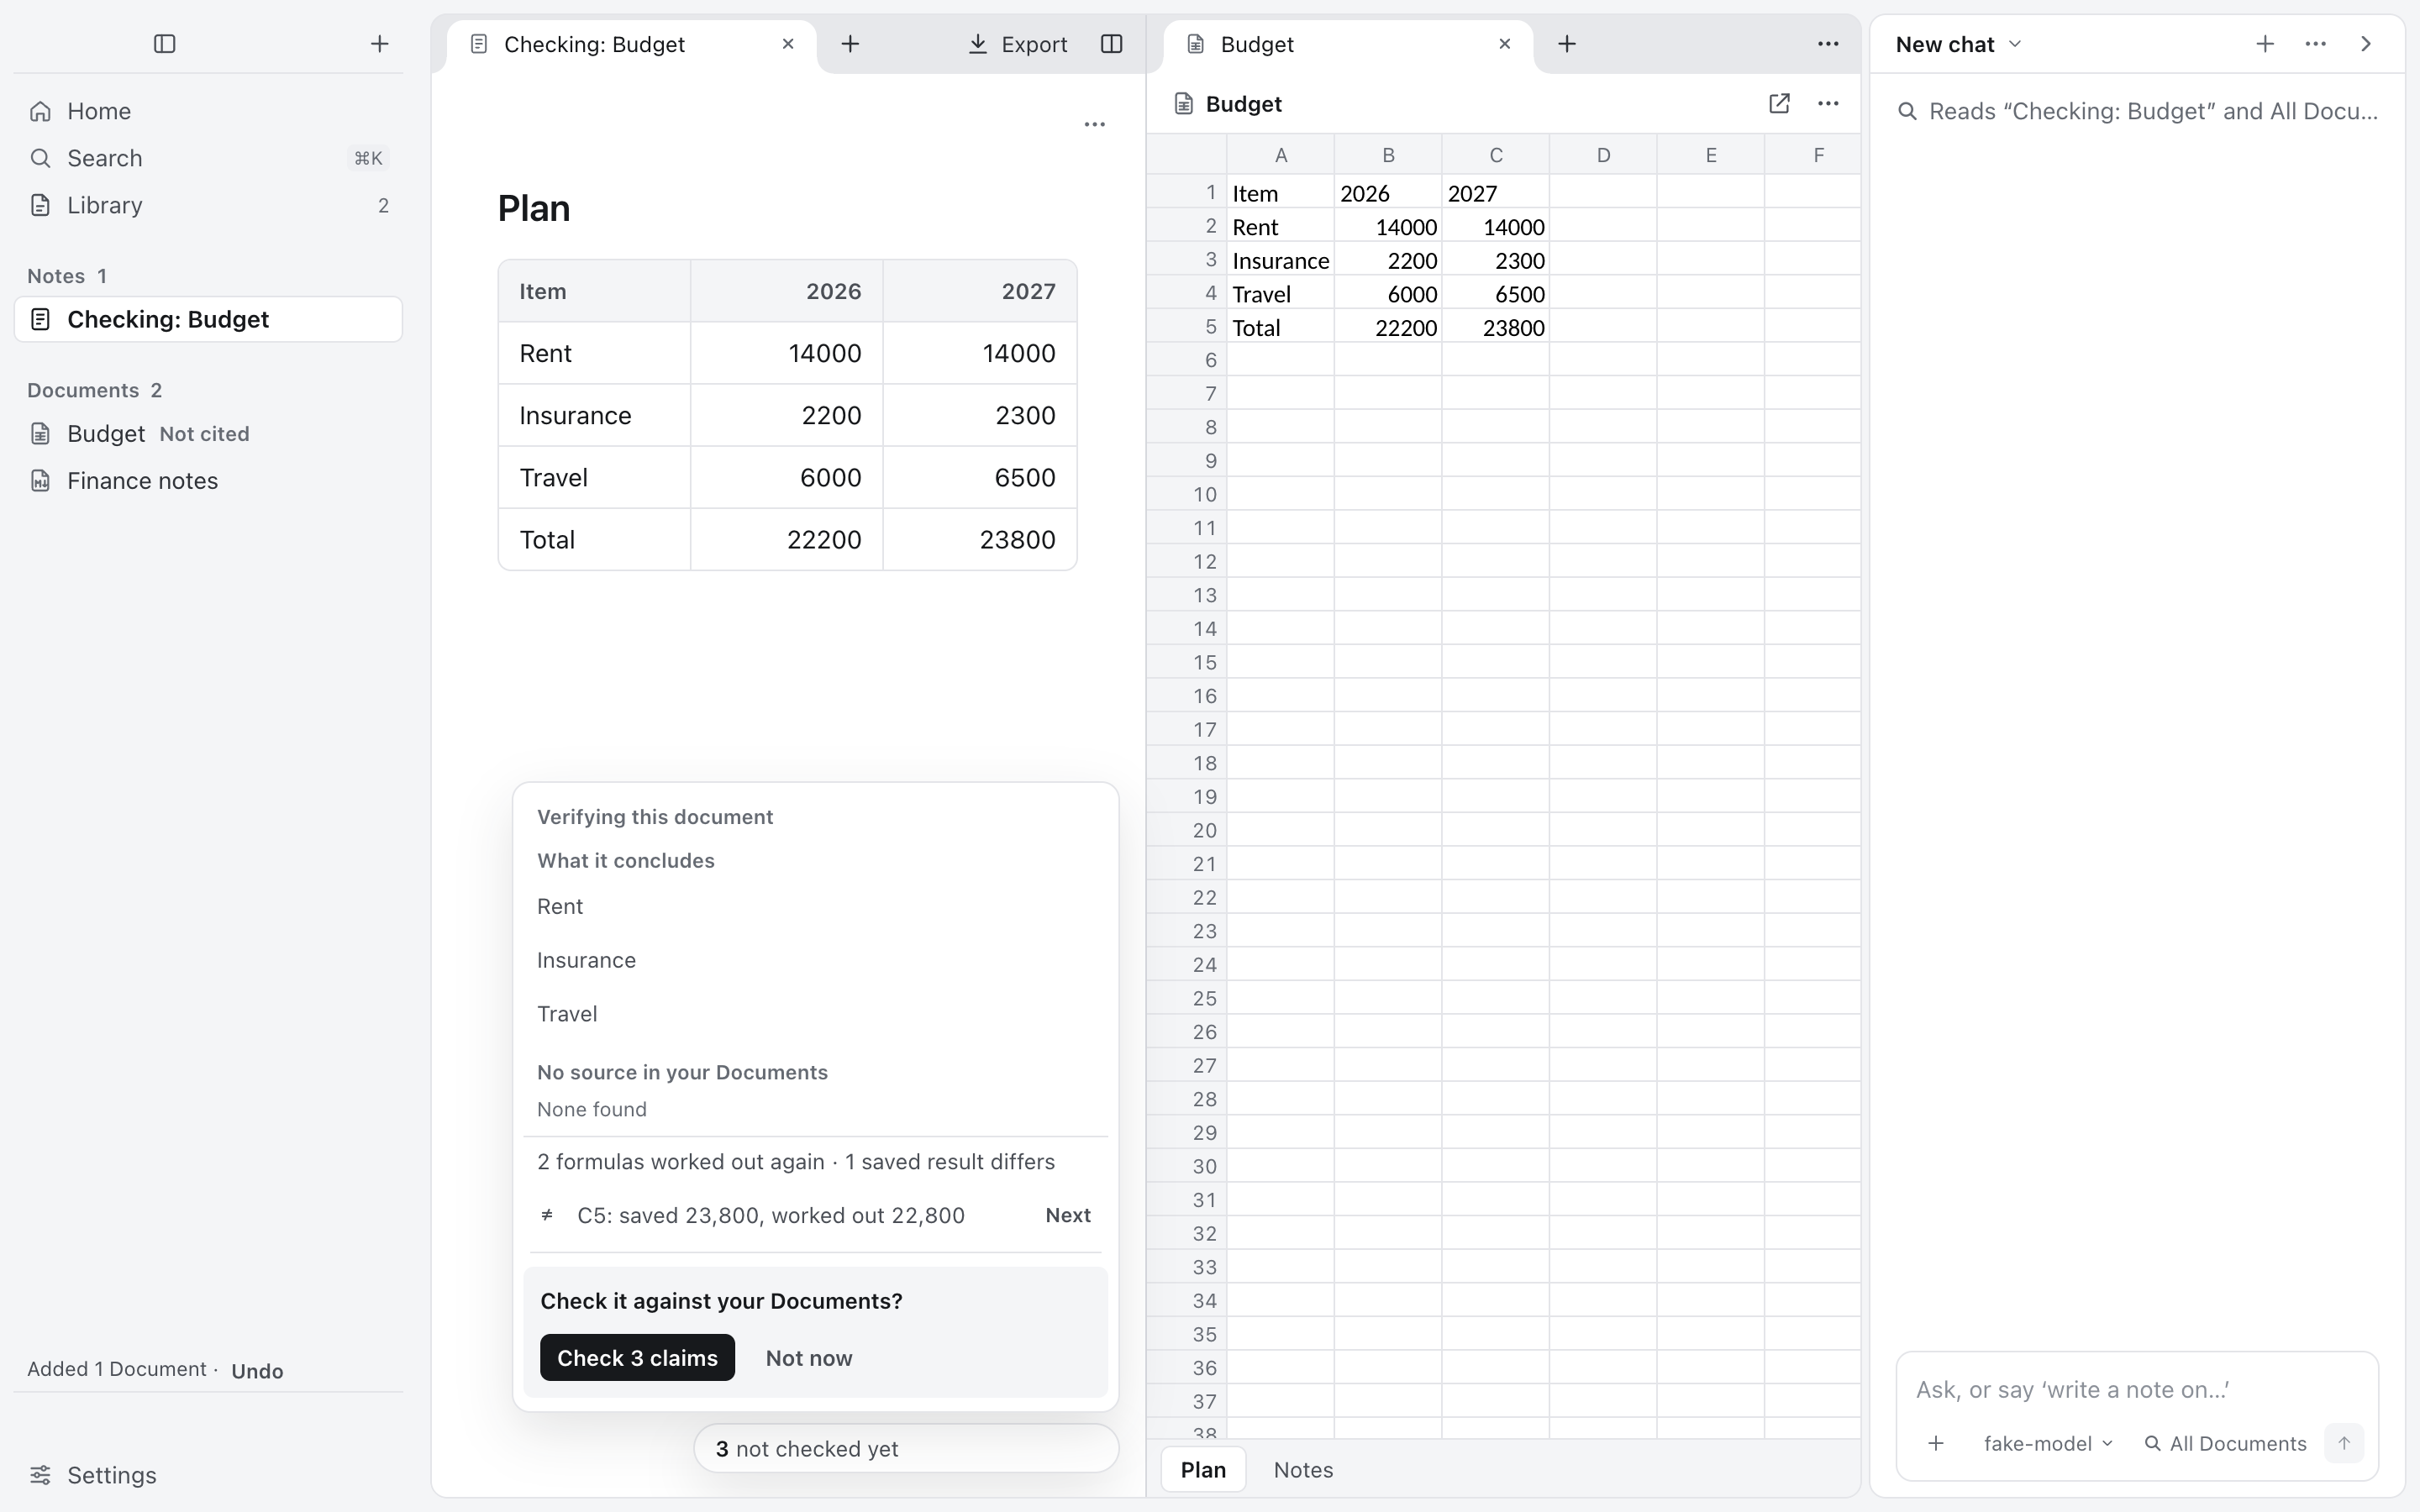 Home
Search ⌘K
Library 2
Notes 1
Checking: Budget
Documents 2
Budget Not cited
Finance notes
Added 1 Document · Undo
Settings
Checking: Budget
Export
Plan
Item 2026 2027
Rent 14000 14000
Insurance 2200 2300
Travel 6000 6500
Total 22200 23800
Verifying this document
What it concludes
Rent
Insurance
Travel
No source in your Documents
None found
2 formulas worked out again · 1 saved result differs
≠ C5: saved 23,800, worked out 22,800 Next
Check it against your Documents?
Check 3 claims Not now
3 not checked yet
Budget
Budget
A B C D E F
1 Item 2026 2027
2 Rent 14000 14000
3 Insurance 2200 2300
4 Travel 6000 6500
5 Total 22200 23800
6
7
8
9
10
11
12
13
14
15
16
17
18
19
20
21
22
23
24
25
26
27
28
29
30
31
32
33
34
35
36
37
38
Plan Notes
New chat
Reads “Checking: Budget” and All Docu...
Ask, or say ‘write a note on...’
fake-model All Documents